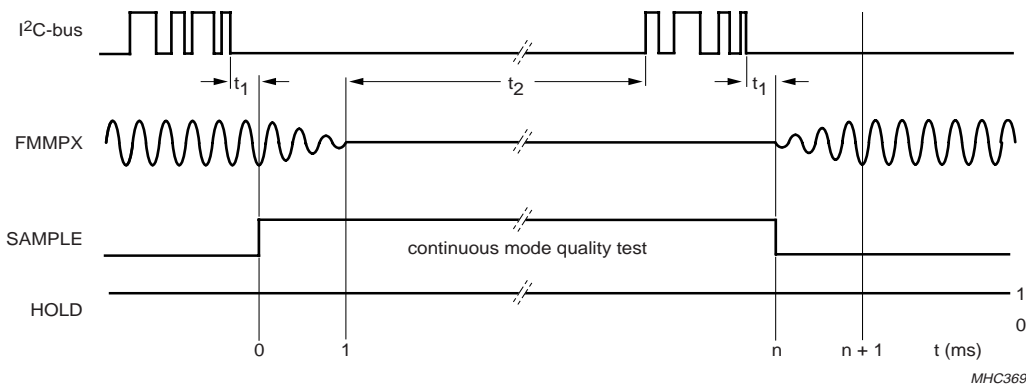 I²C-bus
t₁ t₂ t₁
FMMPX
SAMPLE
continuous mode quality test
HOLD
1
0
0 1 n n + 1 t (ms)
MHC369